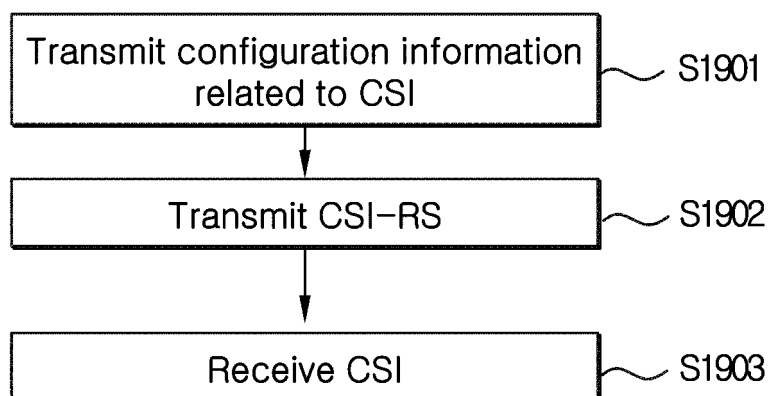 Transmit configuration information
related to CSI
S1901
Transmit CSI-RS
S1902
Receive CSI
S1903